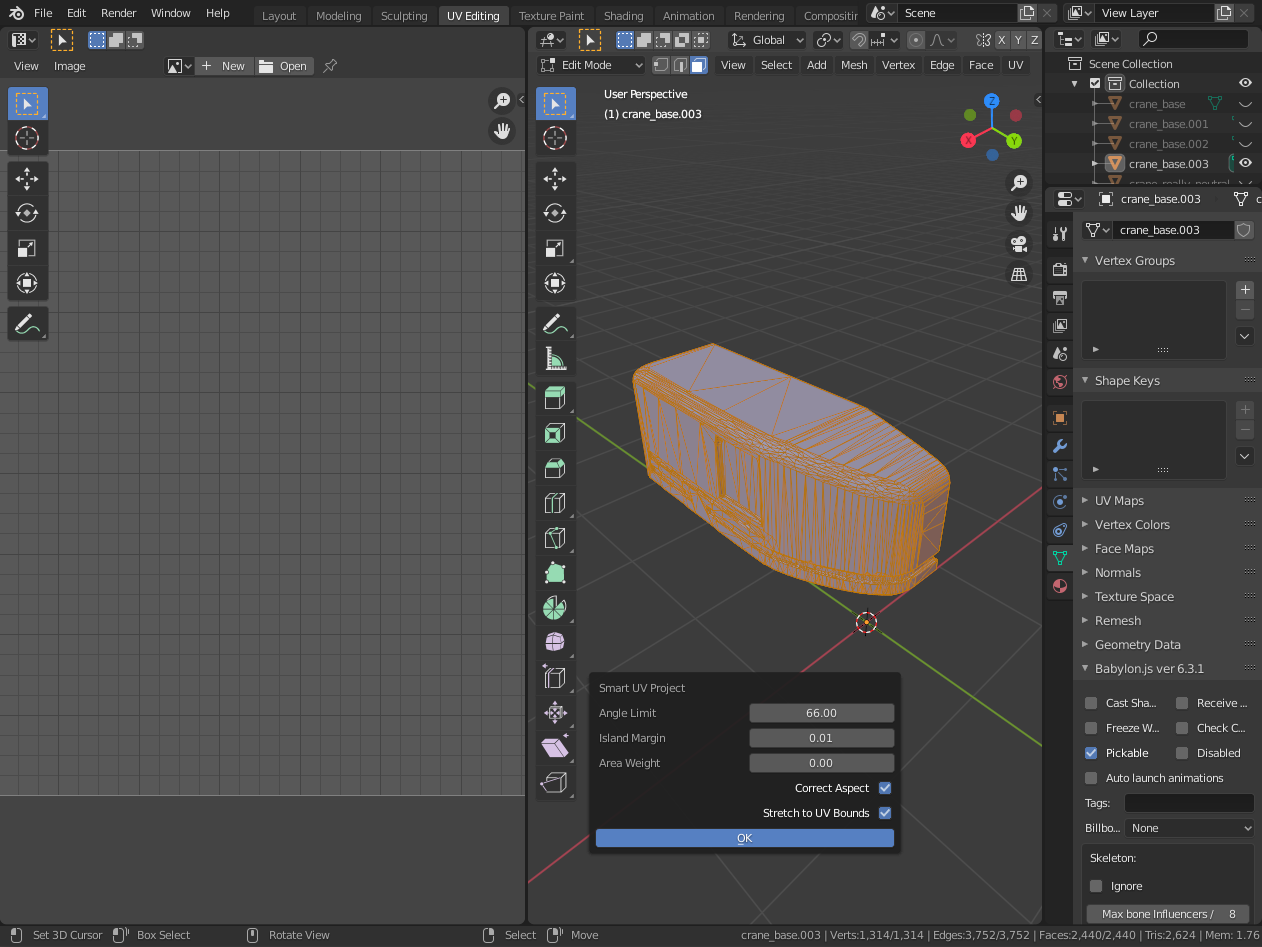 File Edit Render Window Help Layout Modeling Sculpting UV Editing Texture Paint Shading Animation Rendering Compositin Scene View Layer
Global X Y Z
View Image New Open
Edit Mode View Select Add Mesh Vertex Edge Face UV
User Perspective
(1) crane_base.003
Z
X
Y
Scene Collection
Collection
crane_base
crane_base.001
crane_base.002
crane_base.003
crane_really_neutral
crane_base.003 c
crane_base.003
Vertex Groups
Shape Keys
UV Maps
Vertex Colors
Face Maps
Normals
Texture Space
Remesh
Geometry Data
Babylon.js ver 6.3.1
Cast Sha... Receive ...
Freeze W... Check C...
Pickable Disabled
Auto launch animations
Tags:
Billbo... None
Skeleton:
Ignore
Max bone Influencers / 8
Smart UV Project
Angle Limit 66.00
Island Margin 0.01
Area Weight 0.00
Correct Aspect
Stretch to UV Bounds
OK
Set 3D Cursor Box Select Rotate View Select Move crane_base.003 | Verts:1,314/1,314 | Edges:3,752/3,752 | Faces:2,440/2,440 | Tris:2,624 | Mem: 1.76